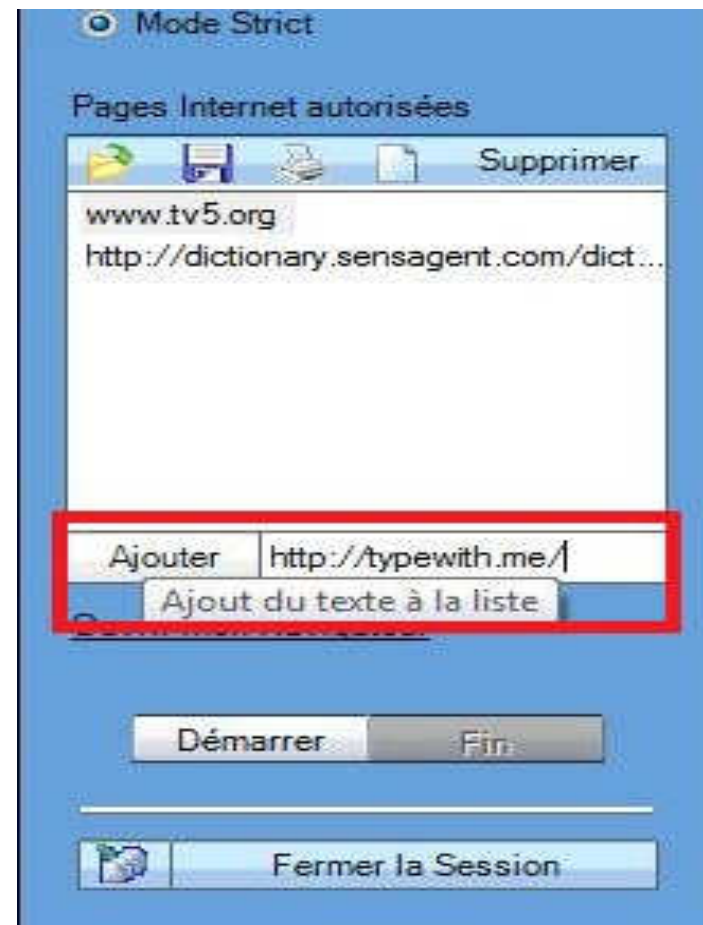 Mode Strict
Pages Internet autorisées
Supprimer
www.tv5.org
http://dictionary.sensagent.com/dict...
Ajouter http://typewith.me/
Ajout du texte à la liste
Démarrer Fin
Fermer la Session